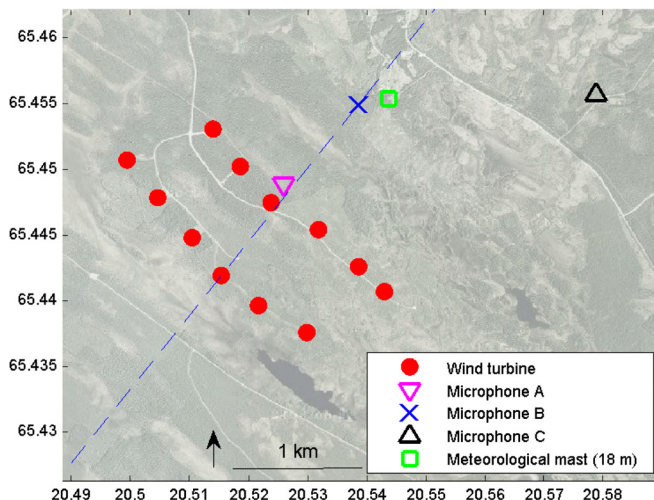 65.46
65.455
65.45
65.445
65.44
65.435
65.43
Wind turbine
Microphone A
Microphone B
Microphone C
Meteorological mast (18 m)
1 km
20.49 20.5 20.51 20.52 20.53 20.54 20.55 20.56 20.57 20.58